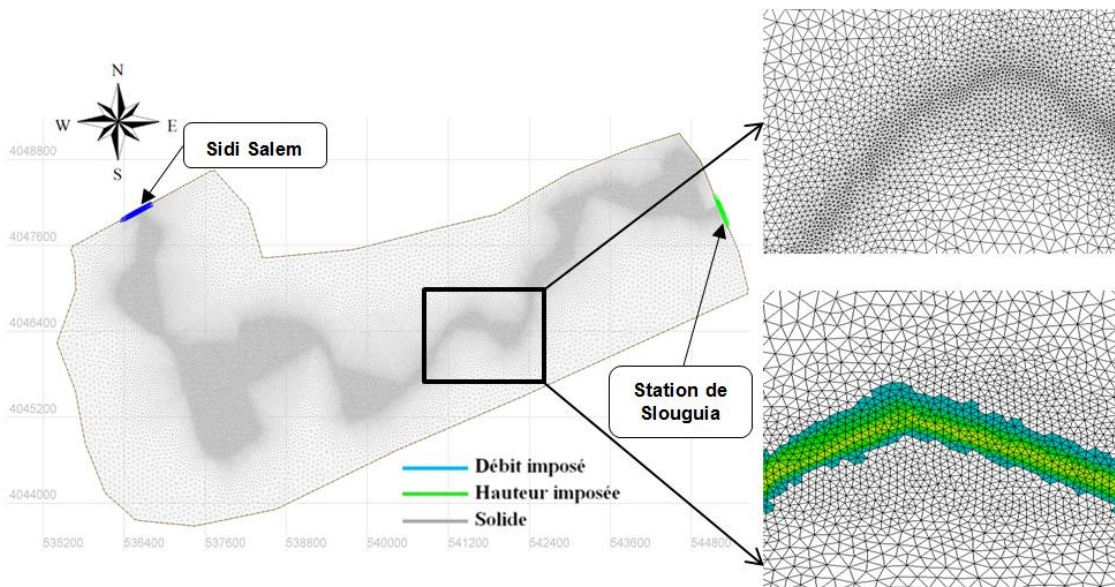 N
W
E
S
Sidi Salem
4048800
4047600
4046400
4045200
4044000
Station de
Slouguia
Débit imposé
Hauteur imposée
Solide
535200
536400
537600
538800
540000
541200
542400
543600
544800